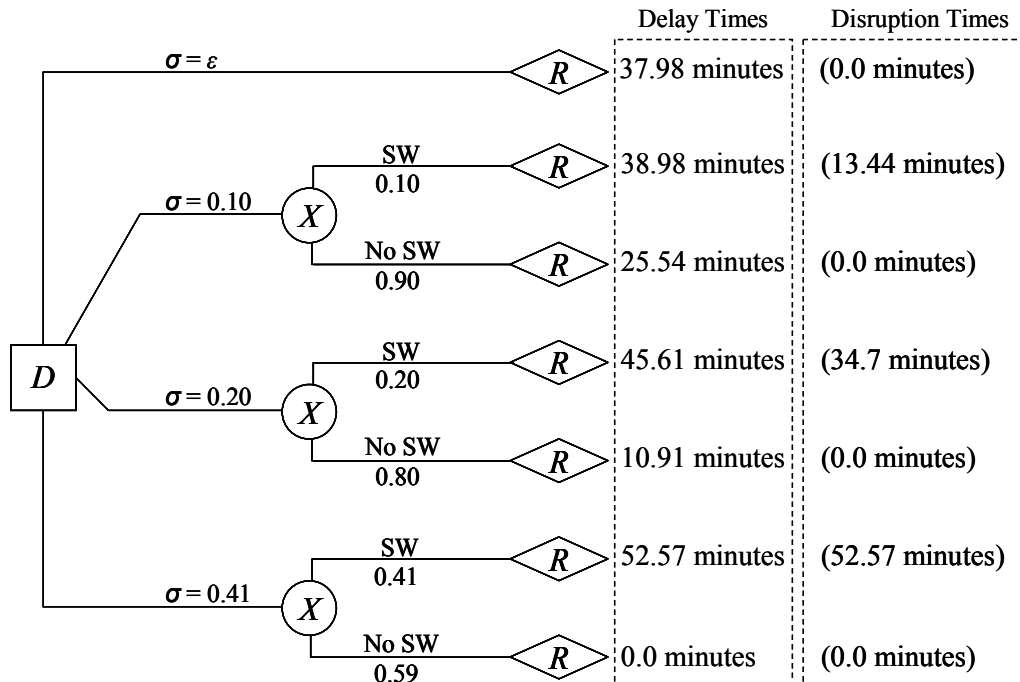 Delay Times Disruption Times
σ = ε R 37.98 minutes (0.0 minutes)
SW
0.10 R 38.98 minutes (13.44 minutes)
σ = 0.10 X
No SW
0.90 R 25.54 minutes (0.0 minutes)
D
SW
0.20 R 45.61 minutes (34.7 minutes)
σ = 0.20 X
No SW
0.80 R 10.91 minutes (0.0 minutes)
SW
0.41 R 52.57 minutes (52.57 minutes)
σ = 0.41 X
No SW
0.59 R 0.0 minutes (0.0 minutes)